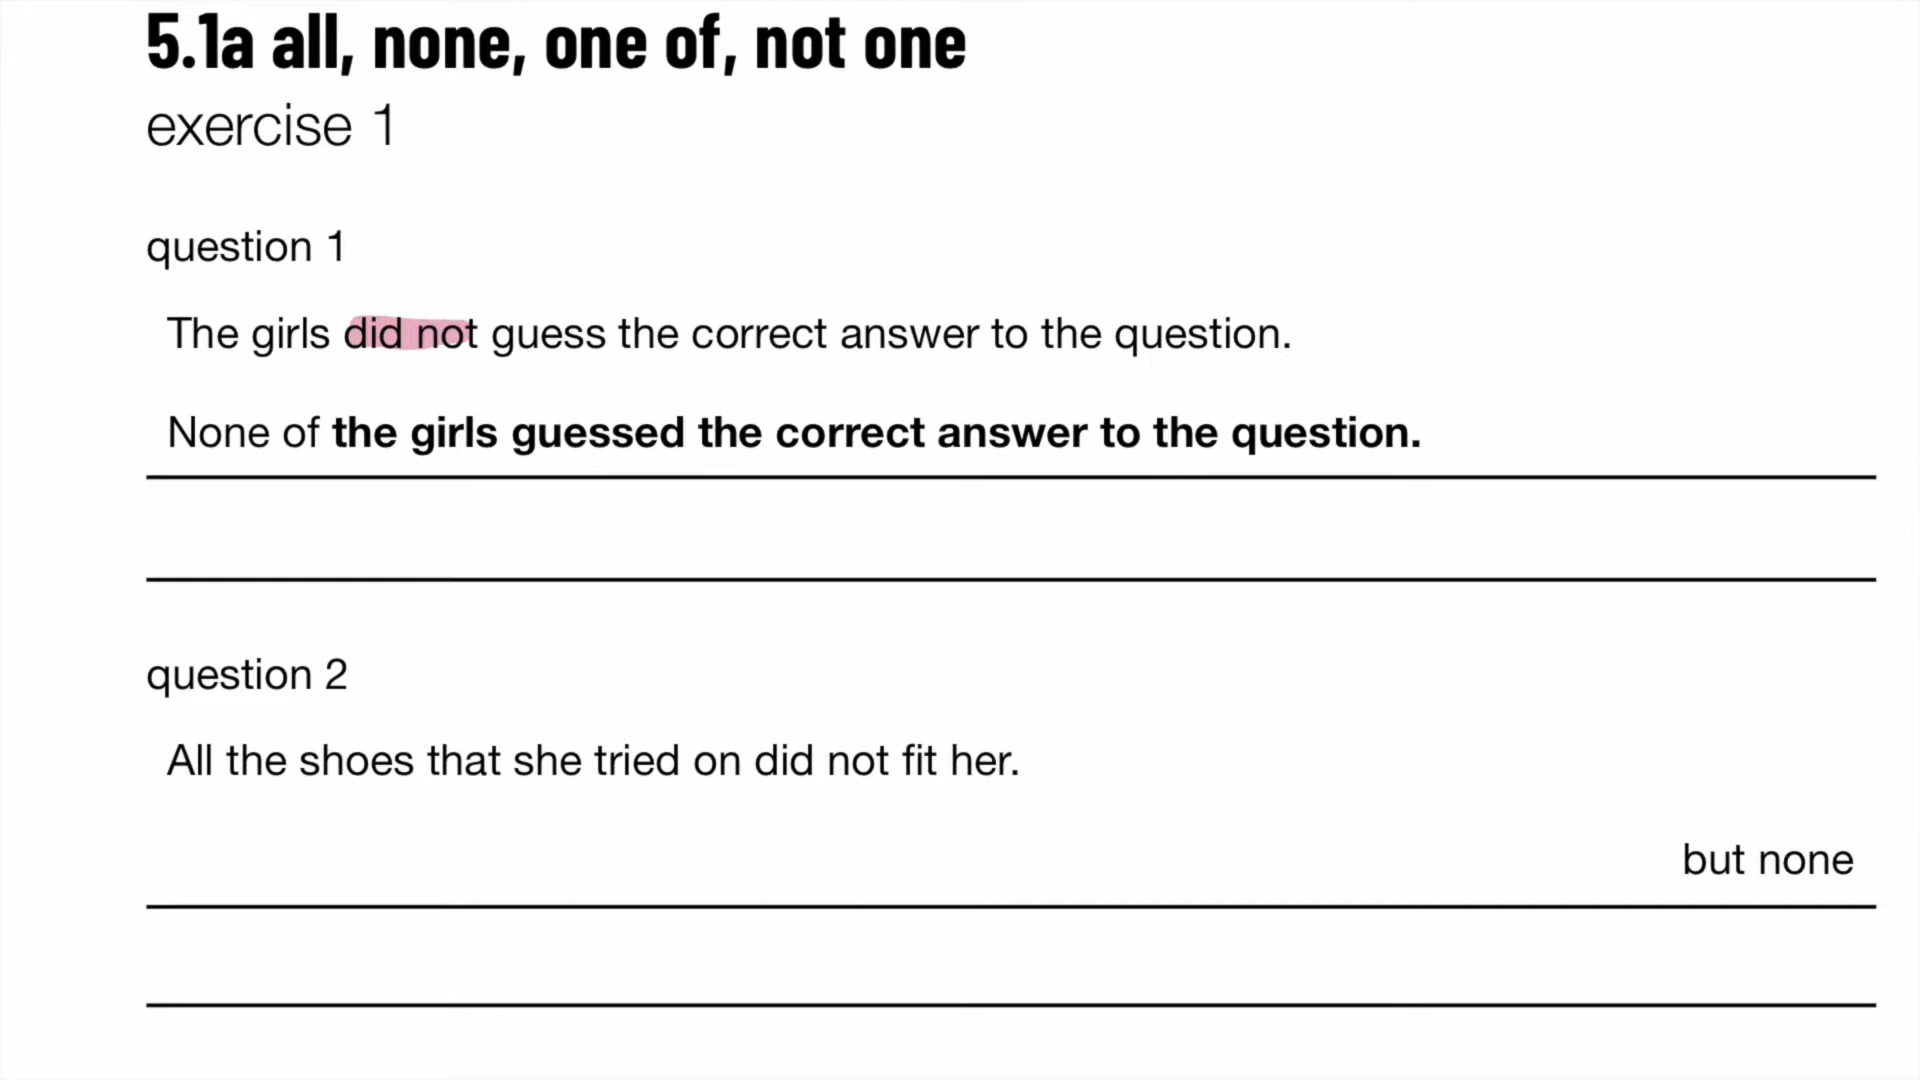 5.1a all, none, one of, not one
exercise 1
question 1
The girls did not guess the correct answer to the question.
None of the girls guessed the correct answer to the question.
question 2
All the shoes that she tried on did not fit her.
but none